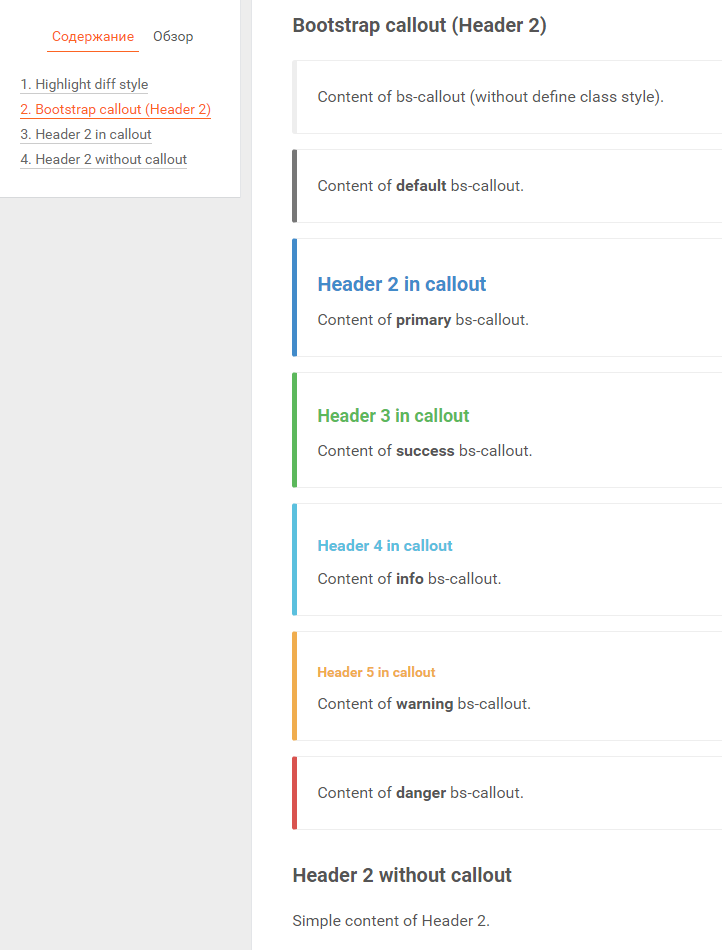 Содержание Обзор
1. Highlight diff style
2. Bootstrap callout (Header 2)
3. Header 2 in callout
4. Header 2 without callout
Bootstrap callout (Header 2)
Content of bs-callout (without define class style).
Content of default bs-callout.
Header 2 in callout
Content of primary bs-callout.
Header 3 in callout
Content of success bs-callout.
Header 4 in callout
Content of info bs-callout.
Header 5 in callout
Content of warning bs-callout.
Content of danger bs-callout.
Header 2 without callout
Simple content of Header 2.